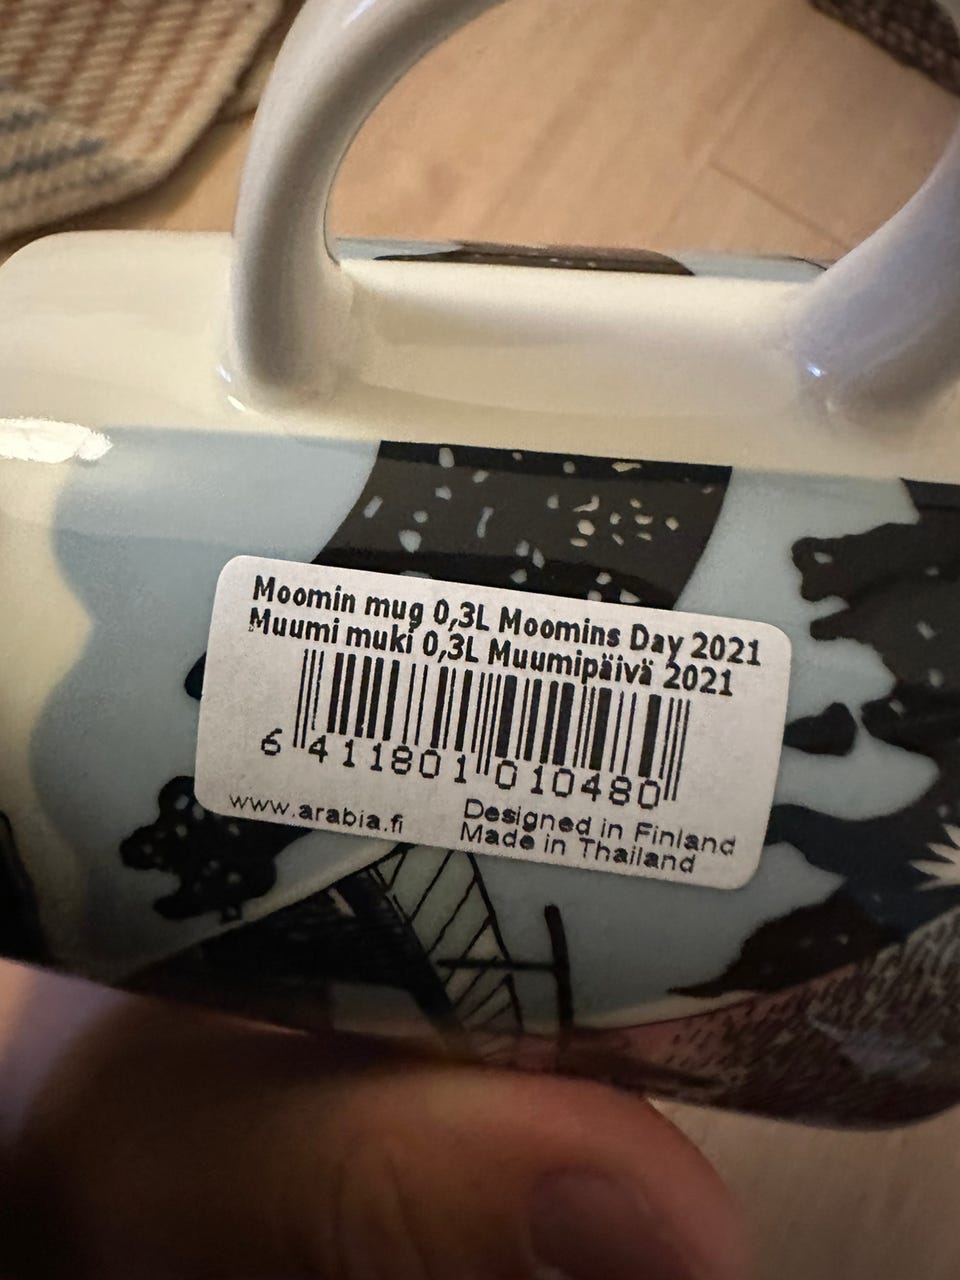 Moomin mug 0,3L Moomins Day 2021
Muumi muki 0,3L Muumipäivä 2021
6 411801 010480
www.arabia.fi
Designed in Finland
Made in Thailand